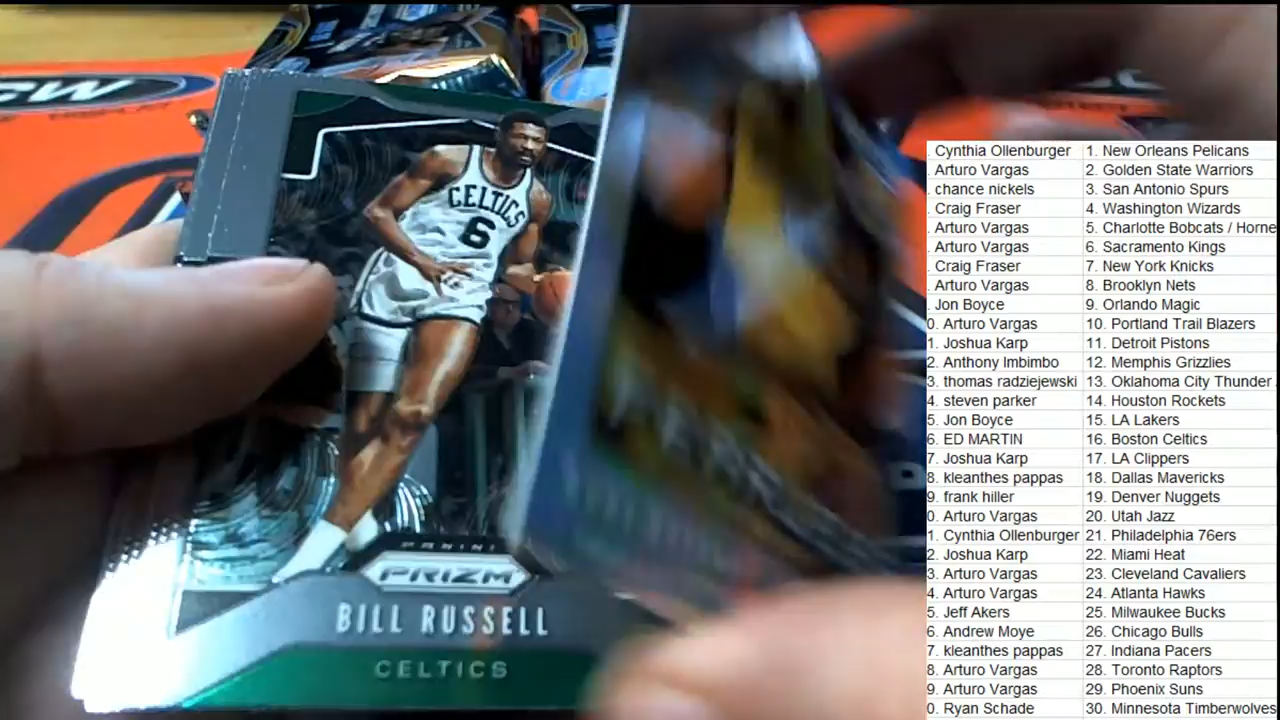 CW
CELTICS
6
PANINI
PRIZM
BILL RUSSELL
CELTICS
. Cynthia Ollenburger 1. New Orleans Pelicans
. Arturo Vargas 2. Golden State Warriors
. chance nickels 3. San Antonio Spurs
. Craig Fraser 4. Washington Wizards
. Arturo Vargas 5. Charlotte Bobcats / Horne
. Arturo Vargas 6. Sacramento Kings
. Craig Fraser 7. New York Knicks
. Arturo Vargas 8. Brooklyn Nets
. Jon Boyce 9. Orlando Magic
0. Arturo Vargas 10. Portland Trail Blazers
1. Joshua Karp 11. Detroit Pistons
2. Anthony Imbimbo 12. Memphis Grizzlies
3. thomas radziejewski 13. Oklahoma City Thunder
4. steven parker 14. Houston Rockets
5. Jon Boyce 15. LA Lakers
6. ED MARTIN 16. Boston Celtics
7. Joshua Karp 17. LA Clippers
8. kleanthes pappas 18. Dallas Mavericks
9. frank hiller 19. Denver Nuggets
0. Arturo Vargas 20. Utah Jazz
1. Cynthia Ollenburger 21. Philadelphia 76ers
2. Joshua Karp 22. Miami Heat
3. Arturo Vargas 23. Cleveland Cavaliers
4. Arturo Vargas 24. Atlanta Hawks
5. Jeff Akers 25. Milwaukee Bucks
6. Andrew Moye 26. Chicago Bulls
7. kleanthes pappas 27. Indiana Pacers
8. Arturo Vargas 28. Toronto Raptors
9. Arturo Vargas 29. Phoenix Suns
0. Ryan Schade 30. Minnesota Timberwolves